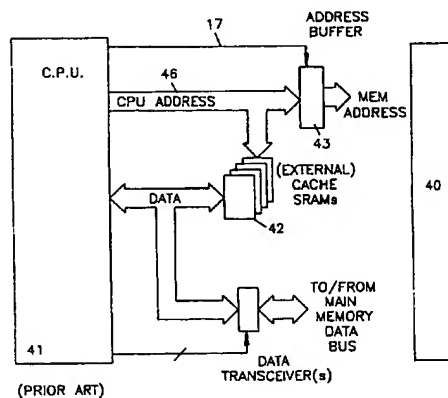 17
ADDRESS
BUFFER
C.P.U.
46
CPU ADDRESS
MEM
ADDRESS
43
(EXTERNAL)
CACHE
SRAMs
40
DATA
42
TO/FROM
MAIN
MEMORY
DATA
BUS
41
DATA
TRANSCEIVER(s)
(PRIOR ART)